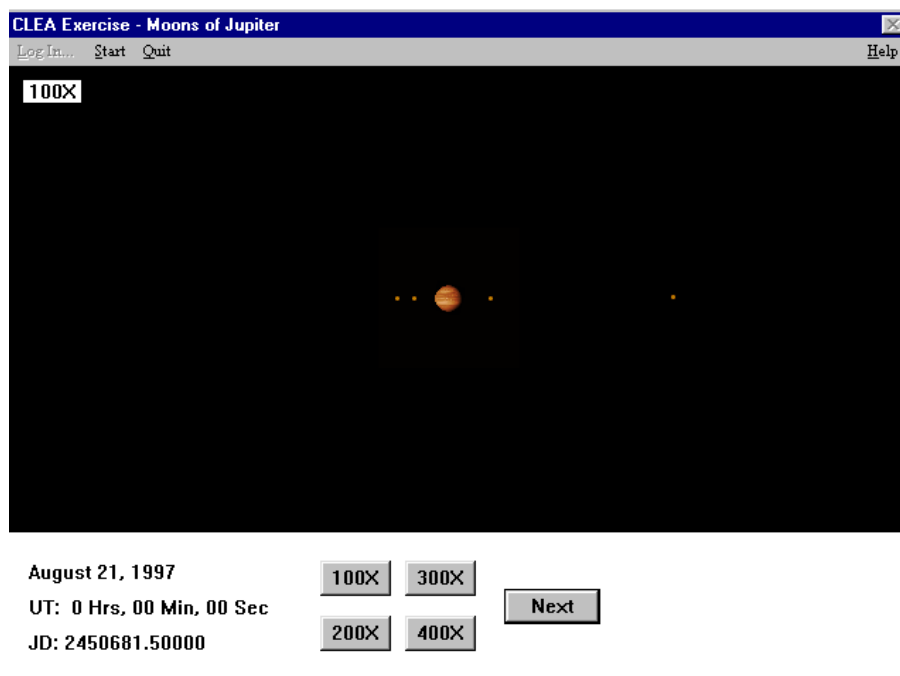 CLEA Exercise - Moons of Jupiter
Log In... Start Quit Help
100X
August 21, 1997
UT: 0 Hrs, 00 Min, 00 Sec
JD: 2450681.50000
100X 300X
200X 400X
Next